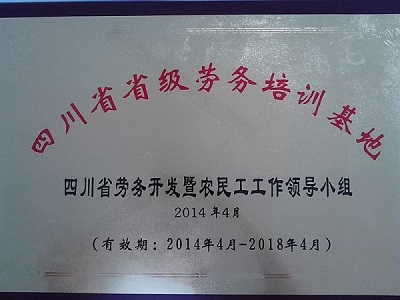 四川省省级劳务培训基地
四川省劳务开发暨农民工工作领导小组
2014年4月
(有效期：2014年4月-2018年4月)